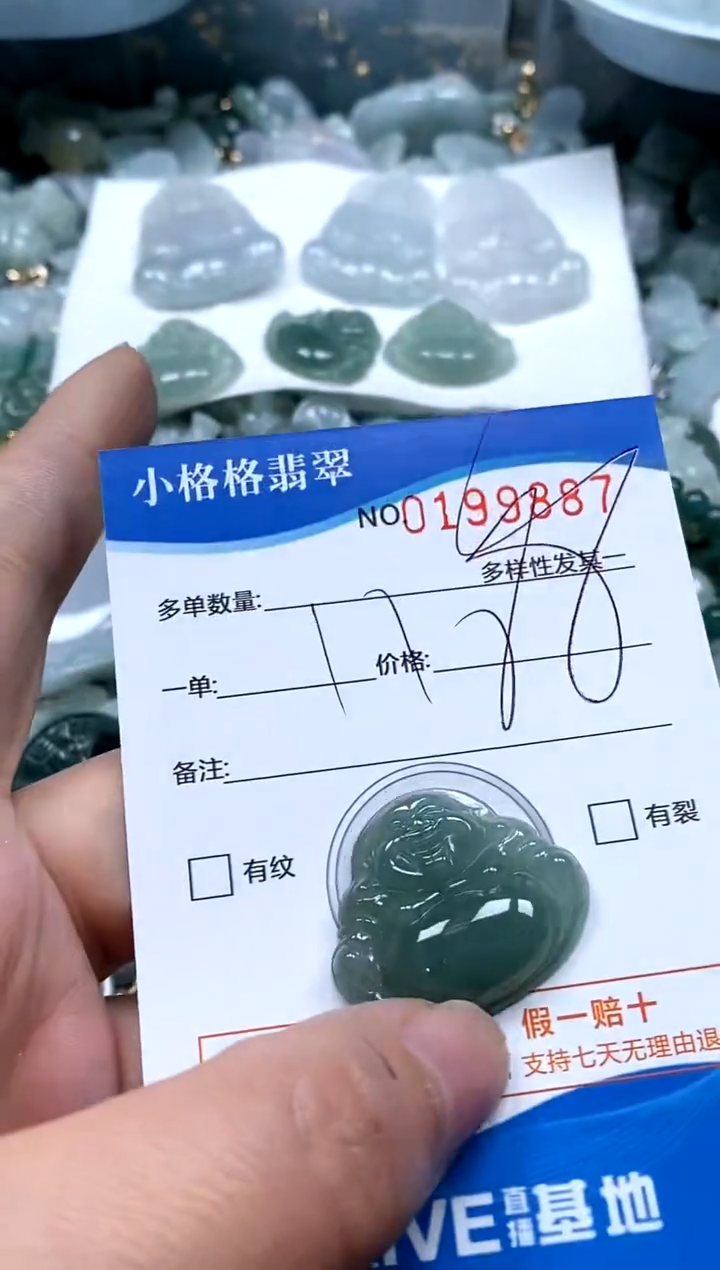 小格格翡翠
NO0199887
多样性发其一
多单数量:
一单: 价格:
备注:
有纹
有裂
假一赔十
支持七天无理由退
IVE直播基地